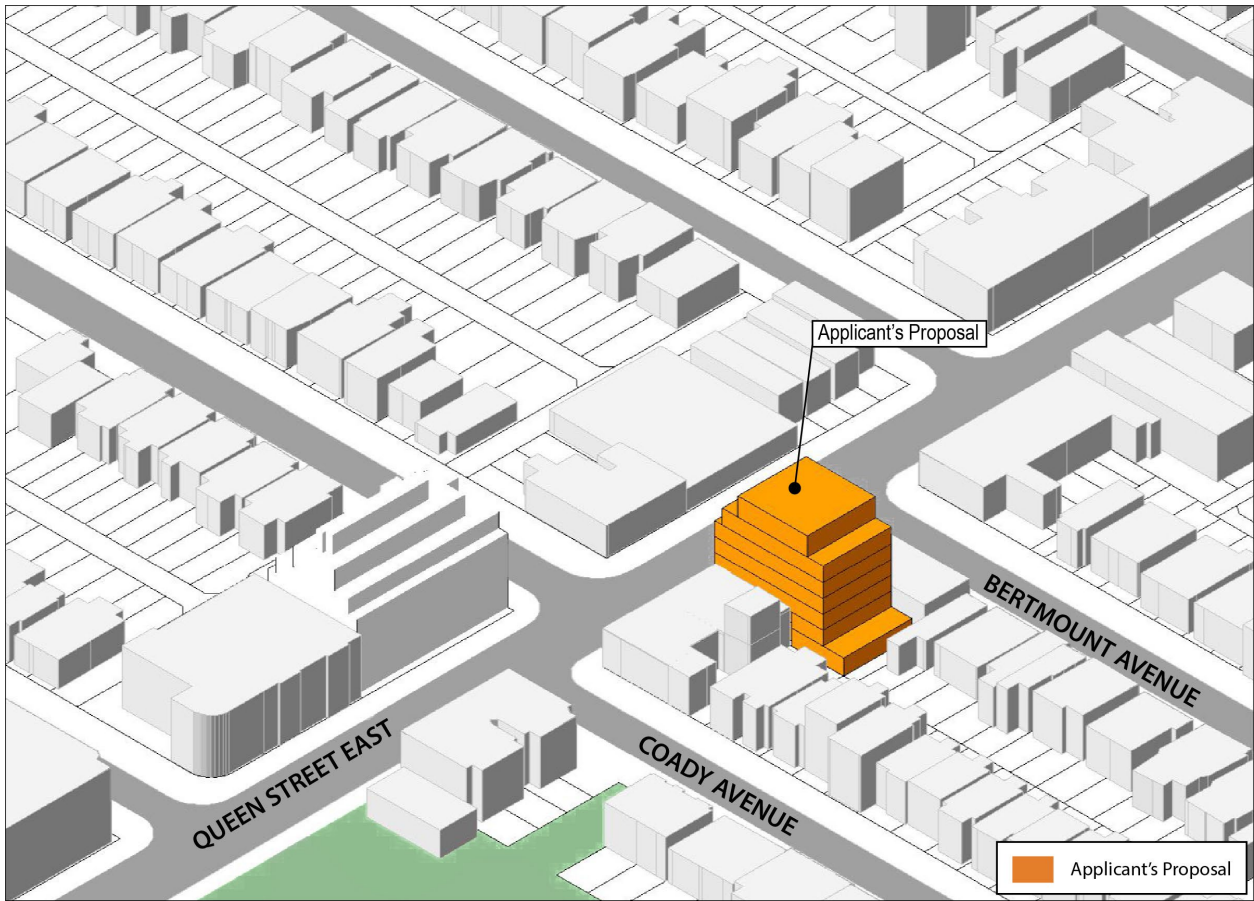 Applicant's Proposal
BERTMOUNT AVENUE
QUEEN STREET EAST
COADY AVENUE
Applicant's Proposal